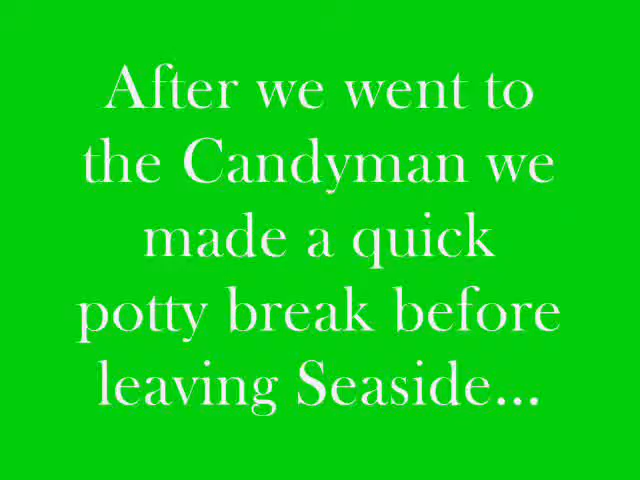 After we went to
the Candyman we
made a quick
potty break before
leaving Seaside...